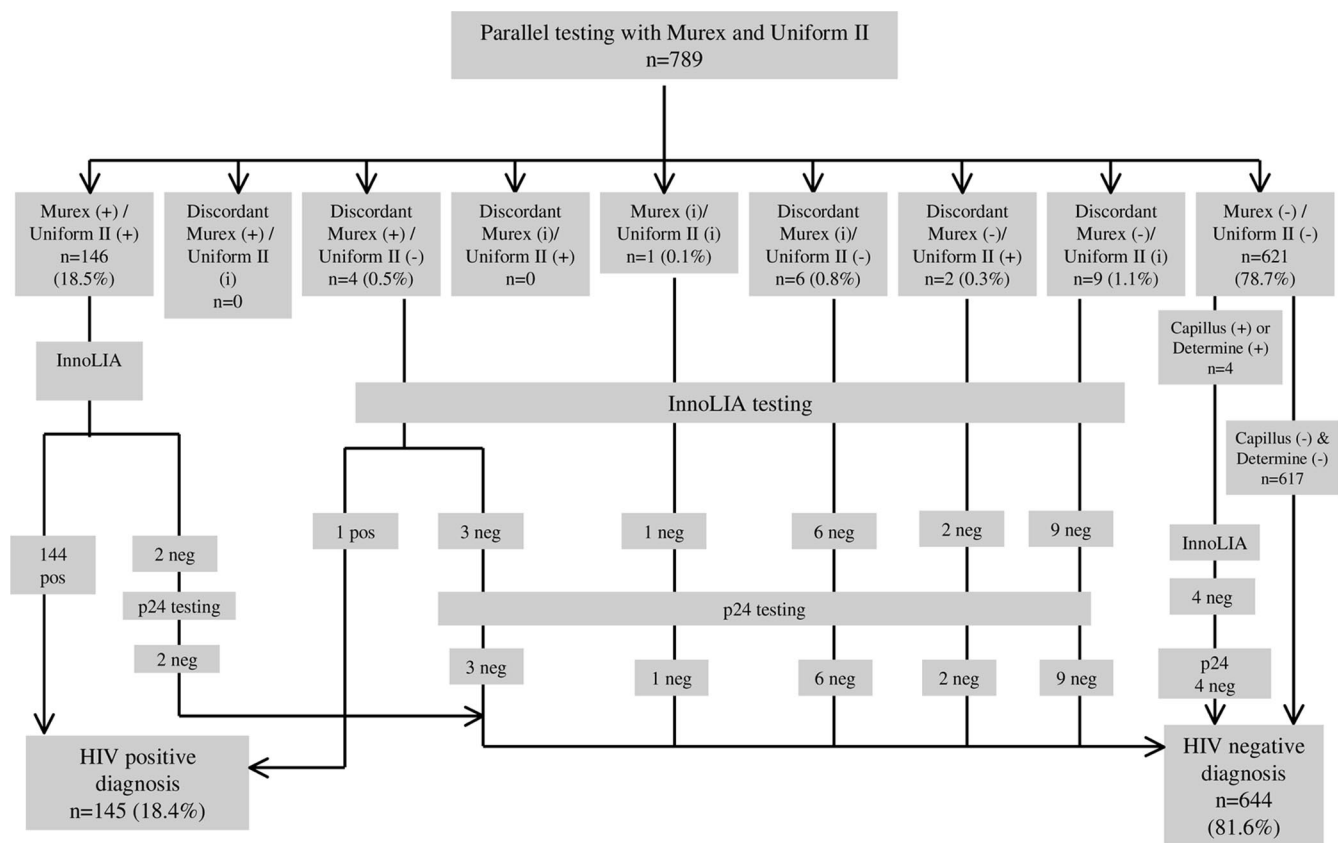 Parallel testing with Murex and Uniform II
n=789
Murex (+) /
Uniform II (+)
n=146
(18.5%)
Discordant
Murex (+) /
Uniform II
(i)
n=0
Discordant
Murex (+) /
Uniform II (-)
n=4 (0.5%)
Discordant
Murex (i)/
Uniform II (+)
n=0
Murex (i)/
Uniform II (i)
n=1 (0.1%)
Discordant
Murex (i)/
Uniform II (-)
n=6 (0.8%)
Discordant
Murex (-)/
Uniform II (+)
n=2 (0.3%)
Discordant
Murex (-)/
Uniform II (i)
n=9 (1.1%)
Murex (-) /
Uniform II (-)
n=621
(78.7%)
InnoLIA
Capillus (+) or
Determine (+)
n=4
InnoLIA testing
Capillus (-) &
Determine (-)
n=617
144
pos
2 neg
1 pos
3 neg
1 neg
6 neg
2 neg
9 neg
InnoLIA
p24 testing
p24 testing
4 neg
2 neg
3 neg
1 neg
6 neg
2 neg
9 neg
p24
4 neg
HIV positive
diagnosis
n=145 (18.4%)
HIV negative
diagnosis
n=644
(81.6%)